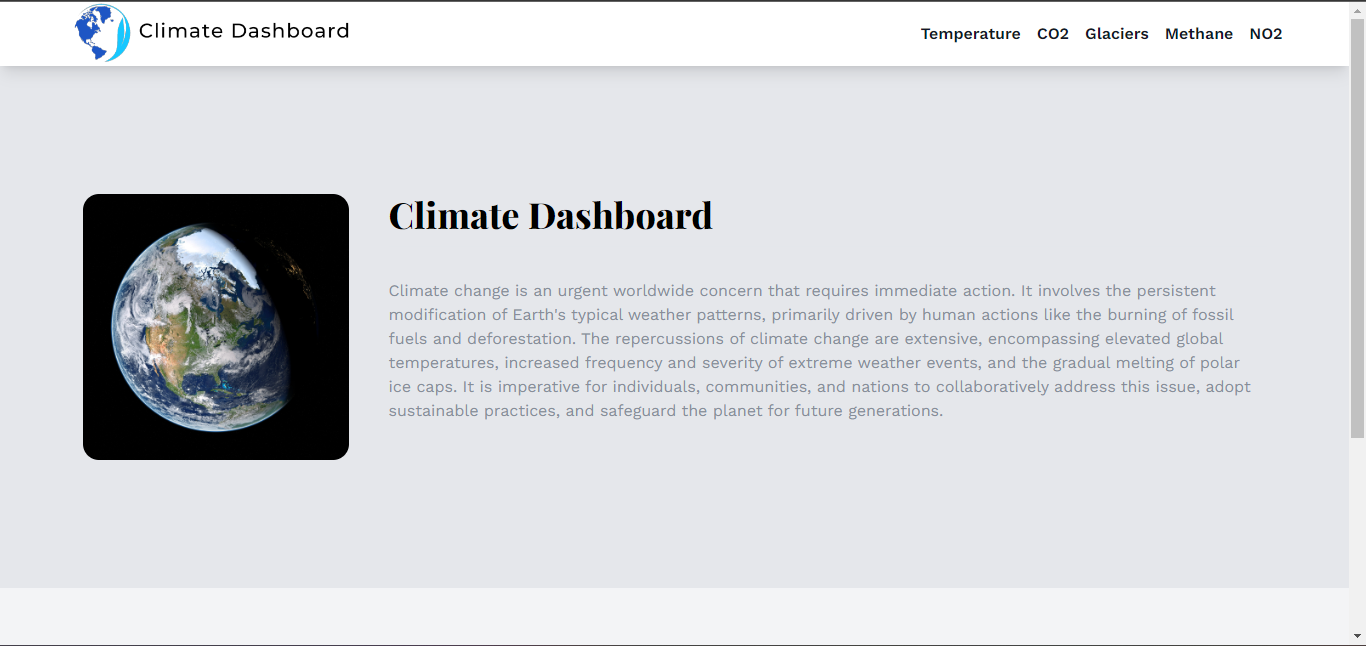 Climate Dashboard
Temperature CO2 Glaciers Methane NO2
Climate Dashboard
Climate change is an urgent worldwide concern that requires immediate action. It involves the persistent
modification of Earth's typical weather patterns, primarily driven by human actions like the burning of fossil
fuels and deforestation. The repercussions of climate change are extensive, encompassing elevated global
temperatures, increased frequency and severity of extreme weather events, and the gradual melting of polar
ice caps. It is imperative for individuals, communities, and nations to collaboratively address this issue, adopt
sustainable practices, and safeguard the planet for future generations.